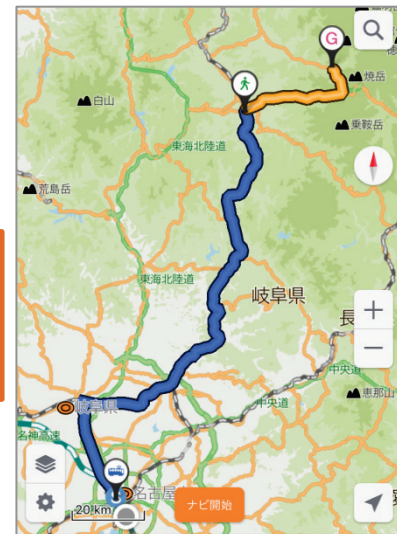 G
徳
焼岳
白山
乗鞍岳
東海北陸道
荒島岳
東海北陸道
岐阜県
長
中央道
恵那山
岐阜県
中央道
名神高速
名古屋
20 km
ナビ開始
愛